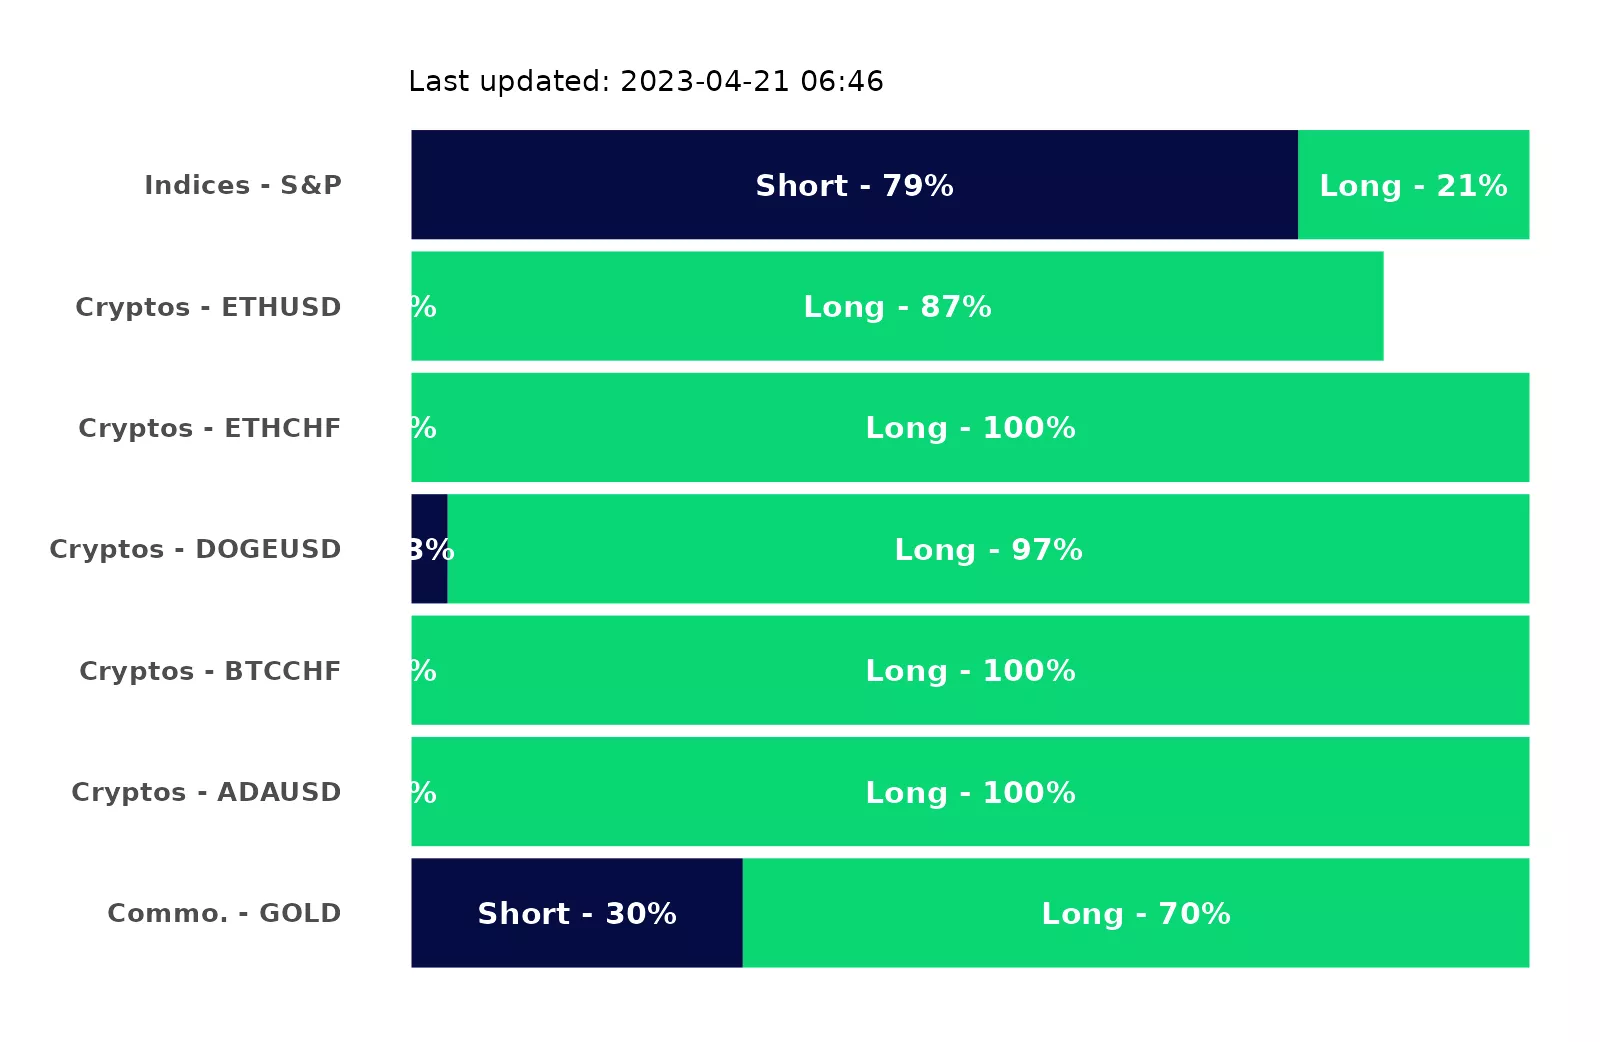 Last updated: 2023-04-21 06:46
Indices - S&P
Short - 79%
Long - 21%
Cryptos - ETHUSD
%
Long - 87%
Cryptos - ETHCHF
%
Long - 100%
Cryptos - DOGEUSD
3%
Long - 97%
Cryptos - BTCCHF
%
Long - 100%
Cryptos - ADAUSD
%
Long - 100%
Commo. - GOLD
Short - 30%
Long - 70%